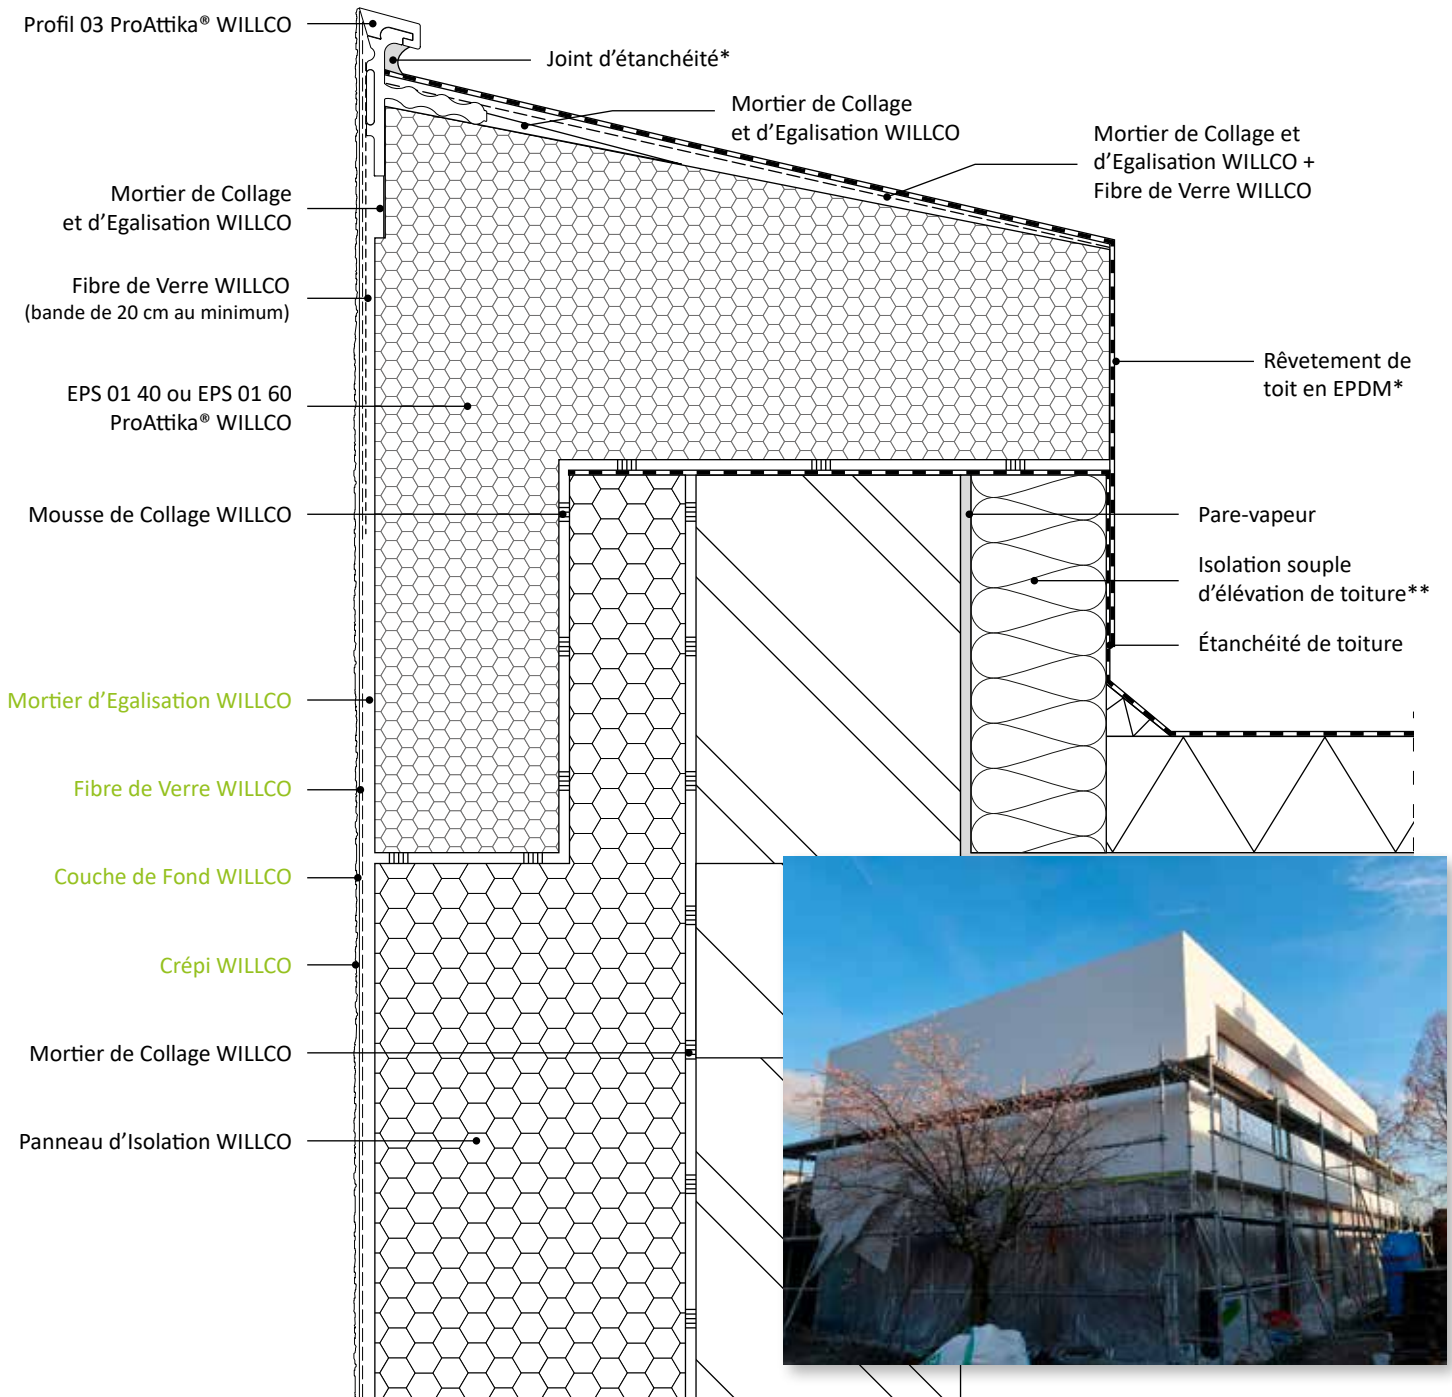 Profil 03 ProAttika® WILLCO
Joint d’étanchéité*
Mortier de Collage
et d’Egalisation WILLCO
Mortier de Collage et
d’Egalisation WILLCO +
Fibre de Verre WILLCO
Mortier de Collage
et d’Egalisation WILLCO
Fibre de Verre WILLCO
(bande de 20 cm au minimum)
EPS 01 40 ou EPS 01 60
ProAttika® WILLCO
Mousse de Collage WILLCO
Mortier d’Egalisation WILLCO
Fibre de Verre WILLCO
Couche de Fond WILLCO
Crépi WILLCO
Mortier de Collage WILLCO
Panneau d’Isolation WILLCO
Rêvetement de
toit en EPDM*
Pare-vapeur
Isolation souple
d’élévation de toiture**
Étanchéité de toiture